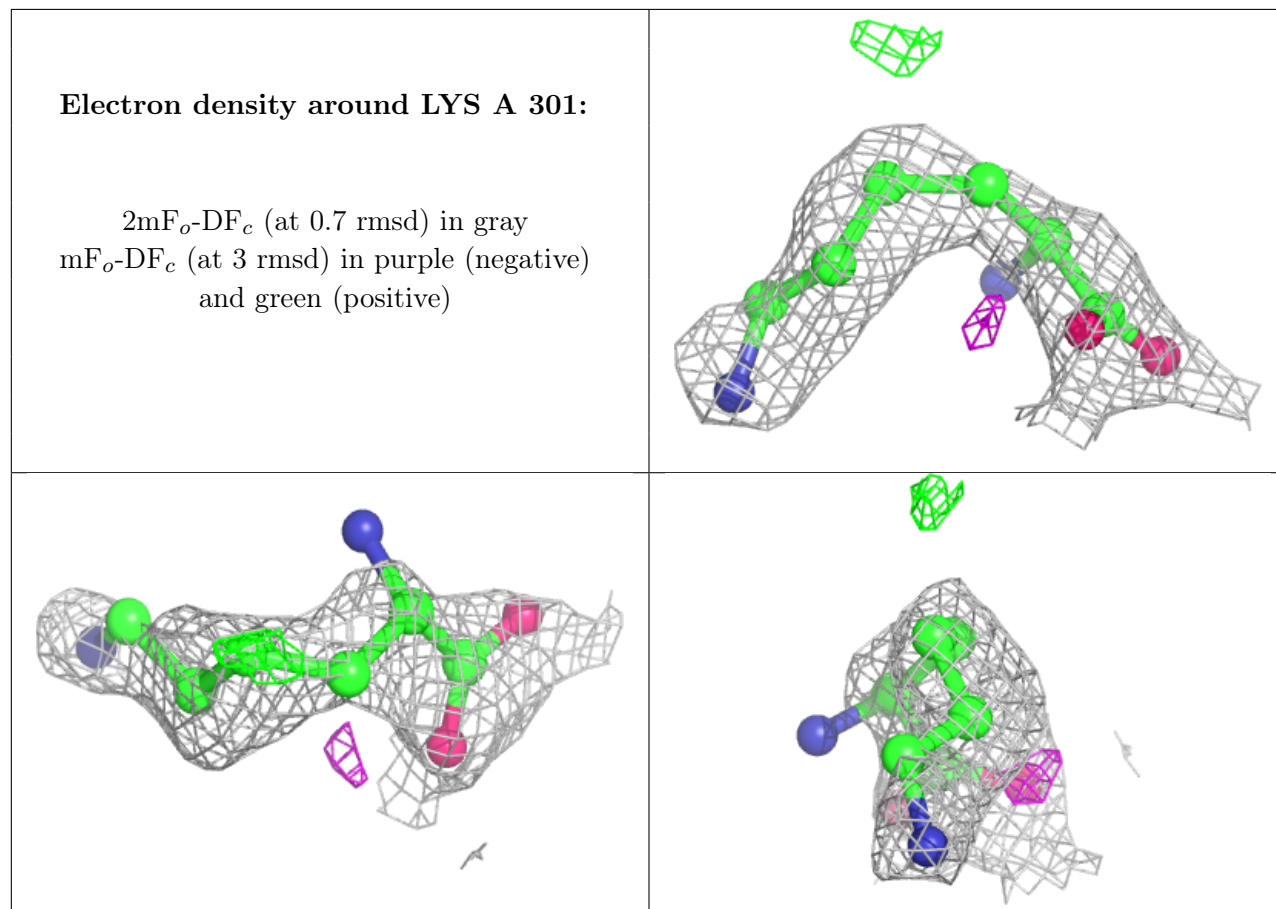 Electron density around LYS A 301:
2mFₒ-DF𝒸 (at 0.7 rmsd) in gray
mFₒ-DF𝒸 (at 3 rmsd) in purple (negative)
and green (positive)